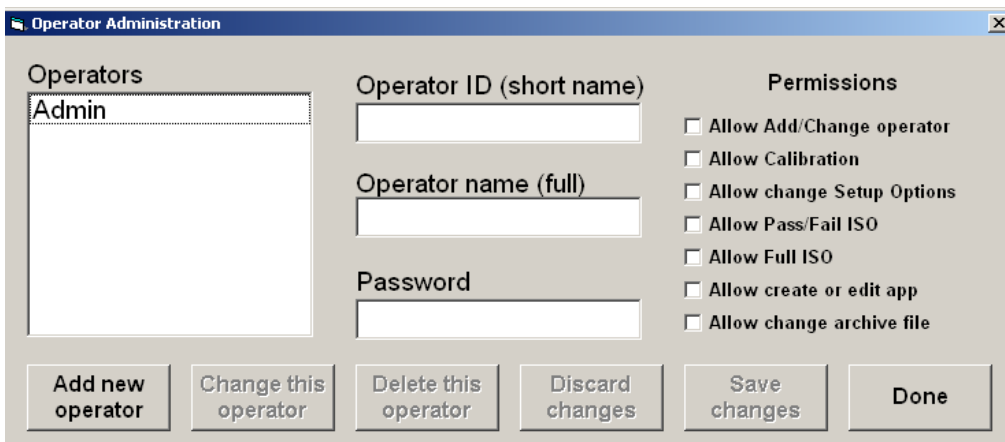 Operator Administration
Operators
Admin
Operator ID (short name)
Operator name (full)
Password
Permissions
Allow Add/Change operator
Allow Calibration
Allow change Setup Options
Allow Pass/Fail ISO
Allow Full ISO
Allow create or edit app
Allow change archive file
Add new
operator
Change this
operator
Delete this
operator
Discard
changes
Save
changes
Done